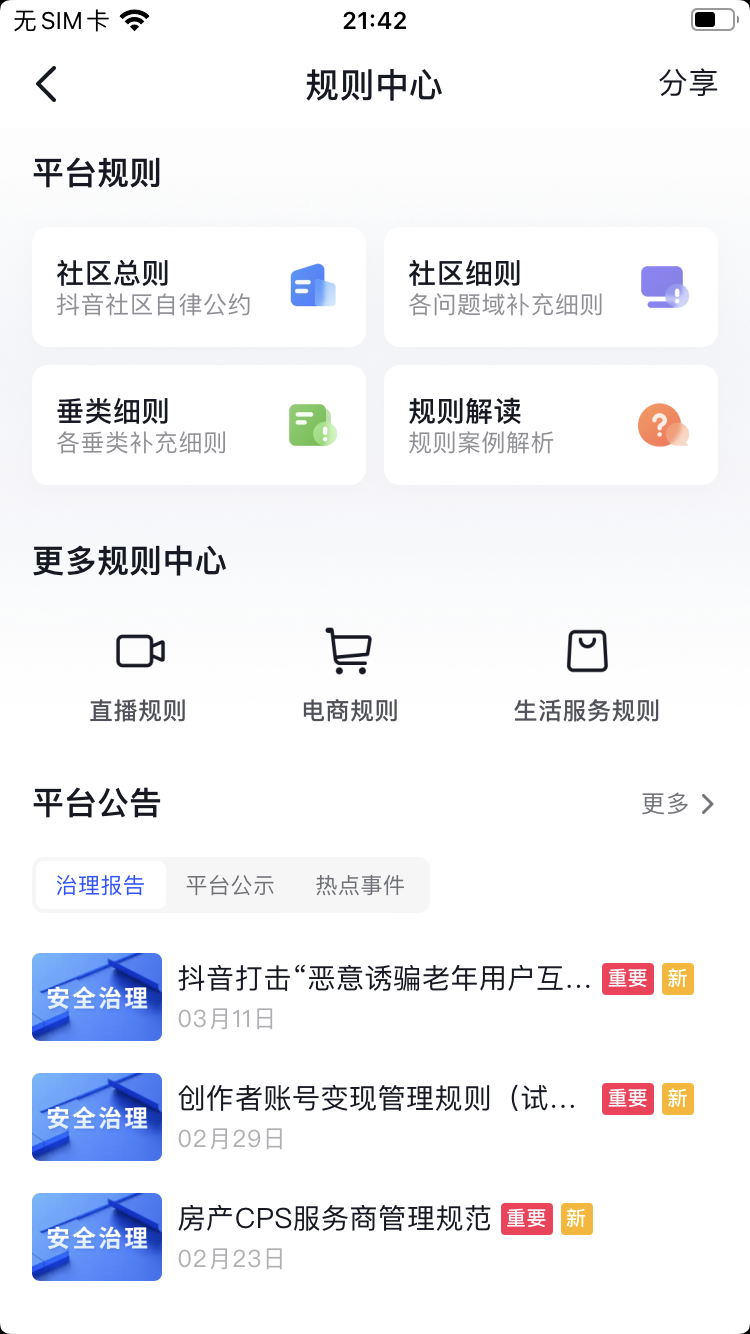 无SIM卡
21:42
规则中心
分享
平台规则
社区总则
抖音社区自律公约
社区细则
各问题域补充细则
垂类细则
各垂类补充细则
规则解读
规则案例解析
更多规则中心
直播规则
电商规则
生活服务规则
平台公告
更多
治理报告
平台公示
热点事件
安全治理
抖音打击“恶意诱骗老年用户互... 重要 新
03月11日
安全治理
创作者账号变现管理规则（试... 重要 新
02月29日
安全治理
房产CPS服务商管理规范 重要 新
02月23日